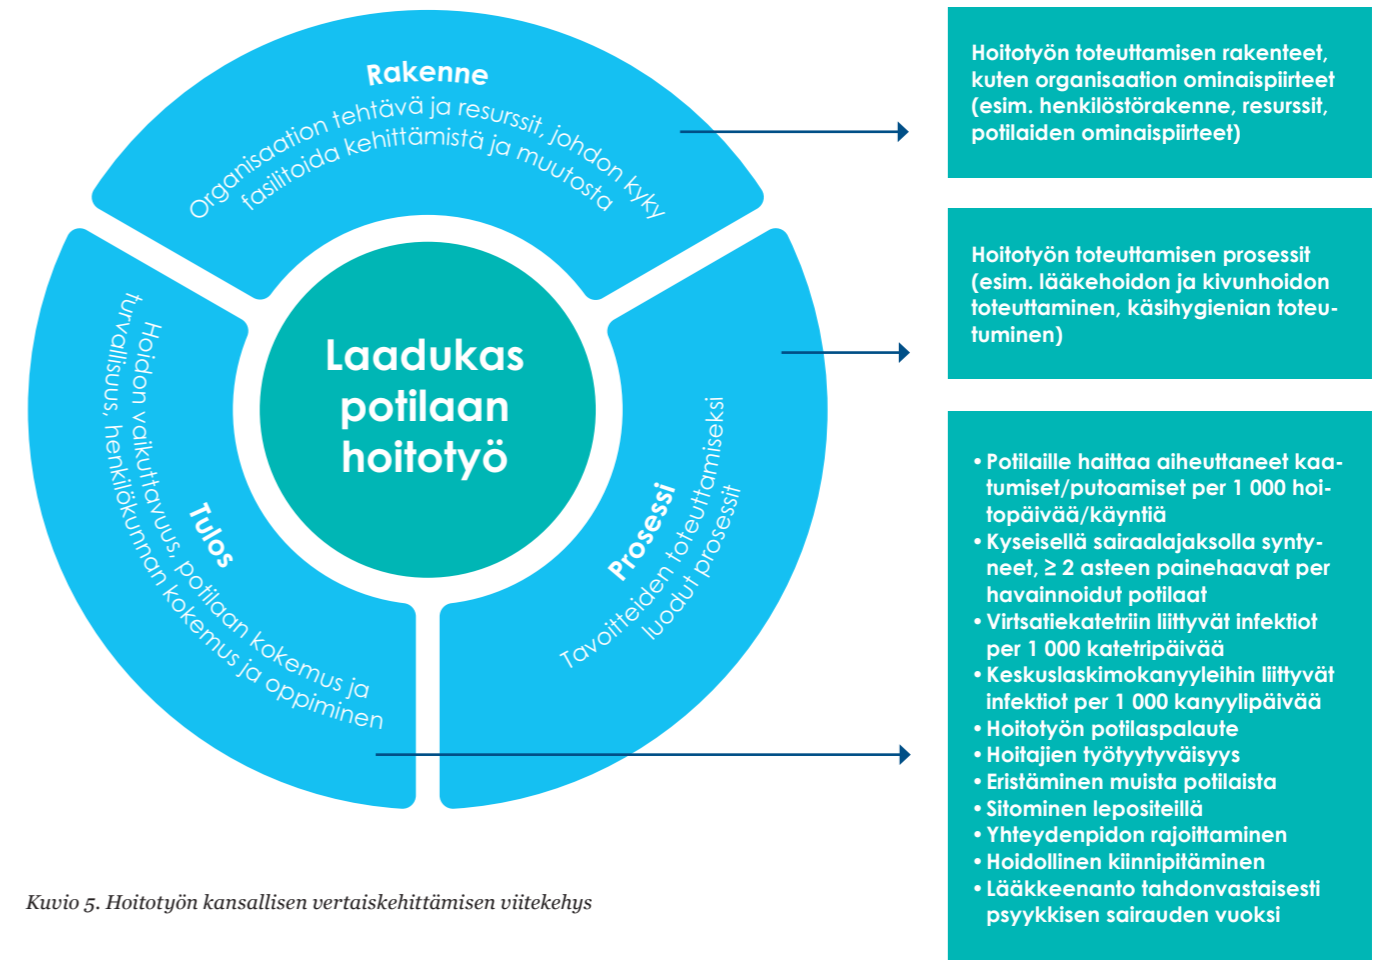 Rakenne
Organisaation tehtävä ja resurssit, johdon kyky
fasilitoida kehittämistä ja muutosta
Laadukas
potilaan
hoitotyö
Prosessi
Tavoitteiden toteuttamiseksi
luodut prosessit
Tulos
Hoidon vaikuttavuus, potilaan kokemus ja
turvallisuus, henkilökunnan kokemus ja oppiminen
Hoitotyön toteuttamisen rakenteet,
kuten organisaation ominaispiirteet
(esim. henkilöstörakenne, resurssit,
potilaiden ominaispiirteet)
Hoitotyön toteuttamisen prosessit
(esim. lääkehoidon ja kivunhoidon
toteuttaminen, käsihygienian toteu-
tuminen)
• Potilaille haittaa aiheuttaneet kaa-
tumiset/putoamiset per 1 000 hoi-
topäivää/käyntiä
• Kyseisellä sairaalajaksolla synty-
neet, ≥ 2 asteen painehaavat per
havainnoidut potilaat
• Virtsatiekatetriin liittyvät infektiot
per 1 000 katetripäivää
• Keskuslaskimokanyyleihin liittyvät
infektiot per 1 000 kanyylipäivää
• Hoitotyön potilaspalaute
• Hoitajien työtyytyväisyys
• Eristäminen muista potilaista
• Sitominen lepositeillä
• Yhteydenpidon rajoittaminen
• Hoidollinen kiinnipitäminen
• Lääkkeenanto tahdonvastaisesti
psyykkisen sairauden vuoksi
Kuvio 5. Hoitotyön kansallisen vertaiskehittämisen viitekehys